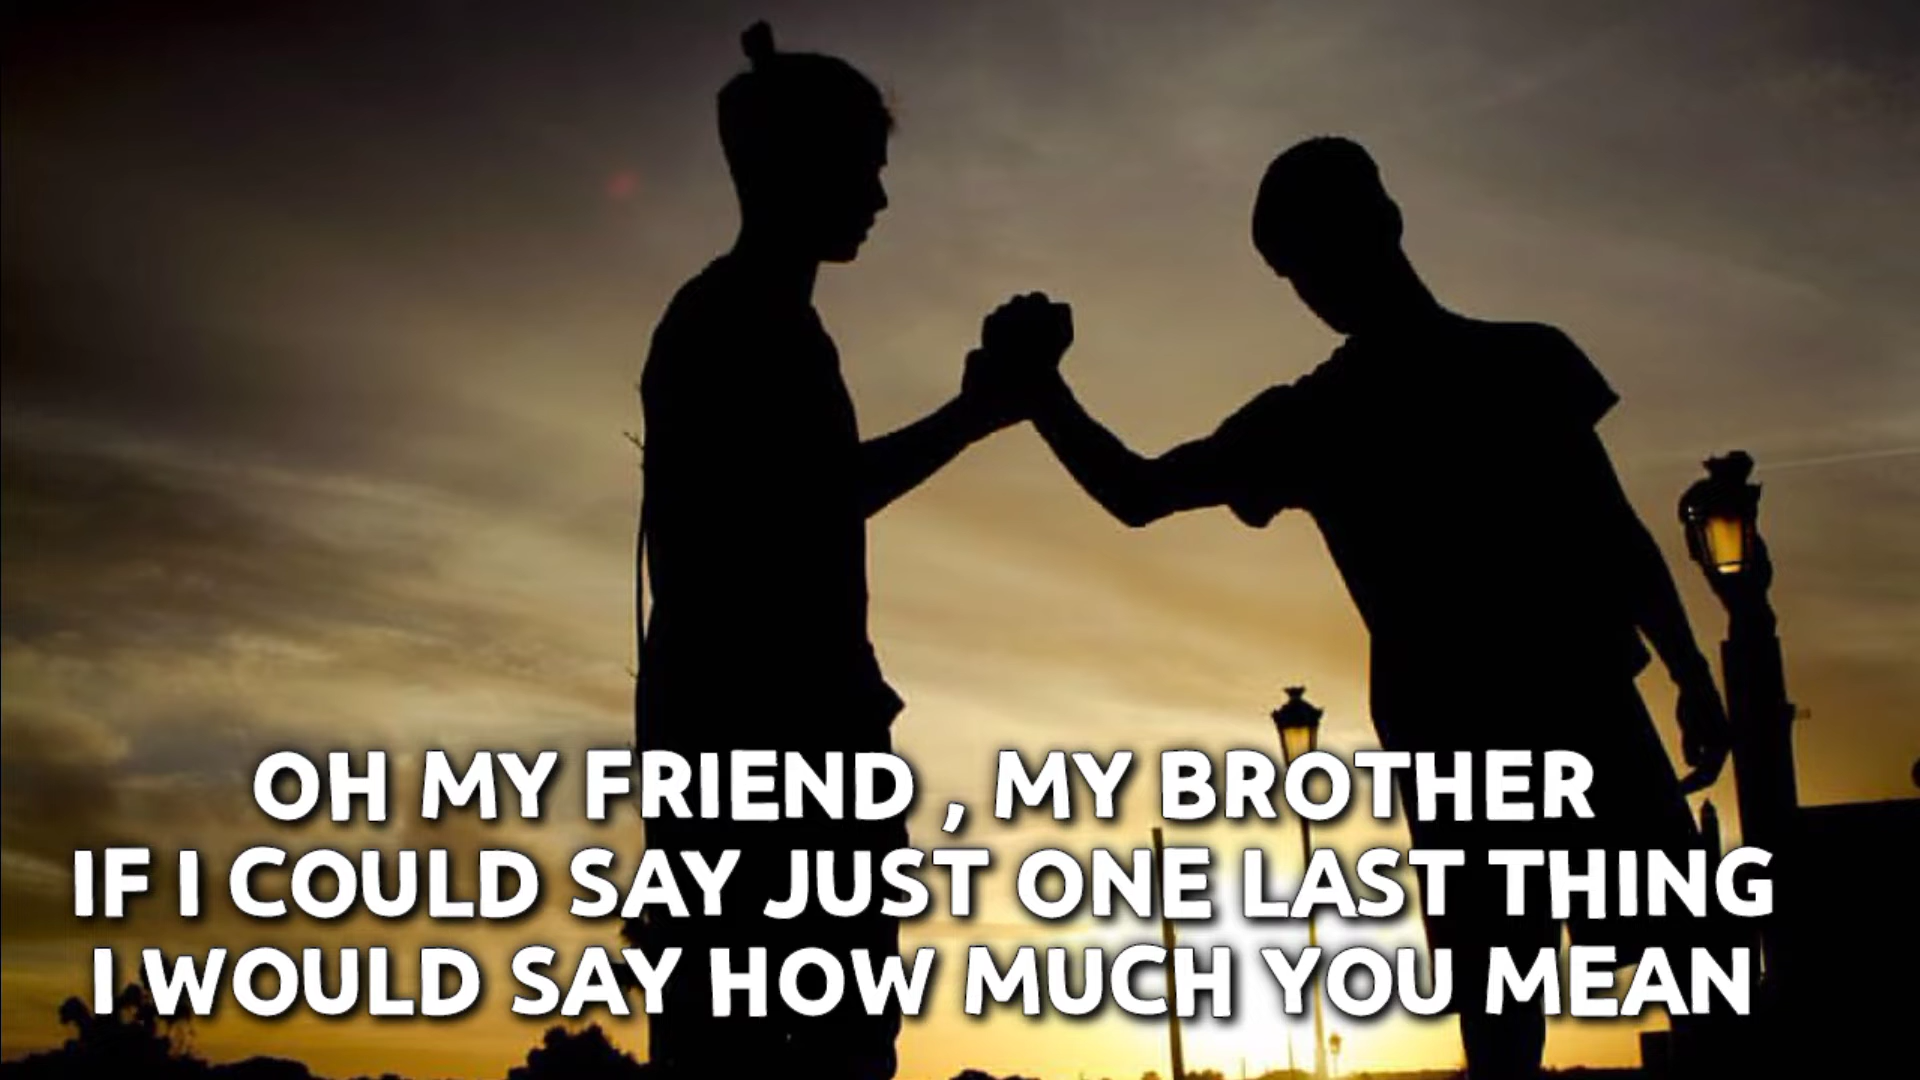 OH MY FRIEND , MY BROTHER
IF I COULD SAY JUST ONE LAST THING
I WOULD SAY HOW MUCH YOU MEAN